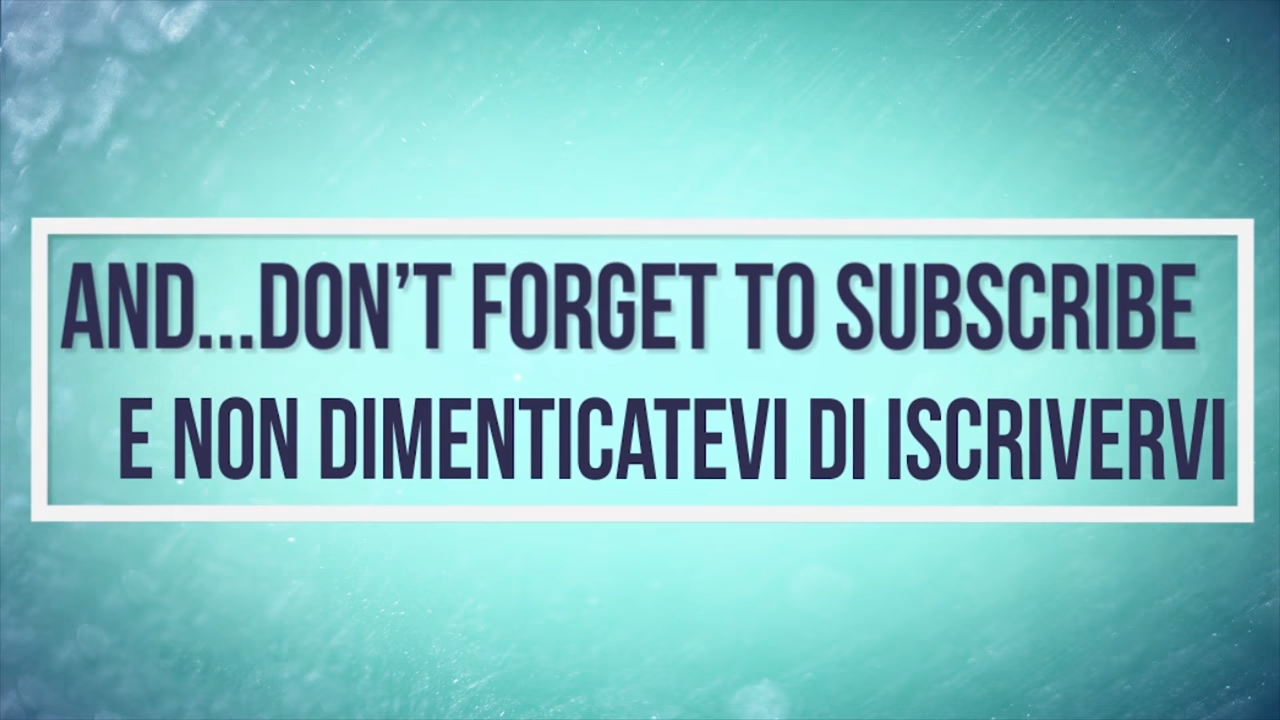 AND...DON’T FORGET TO SUBSCRIBE
E NON DIMENTICATEVI DI ISCRIVERVI